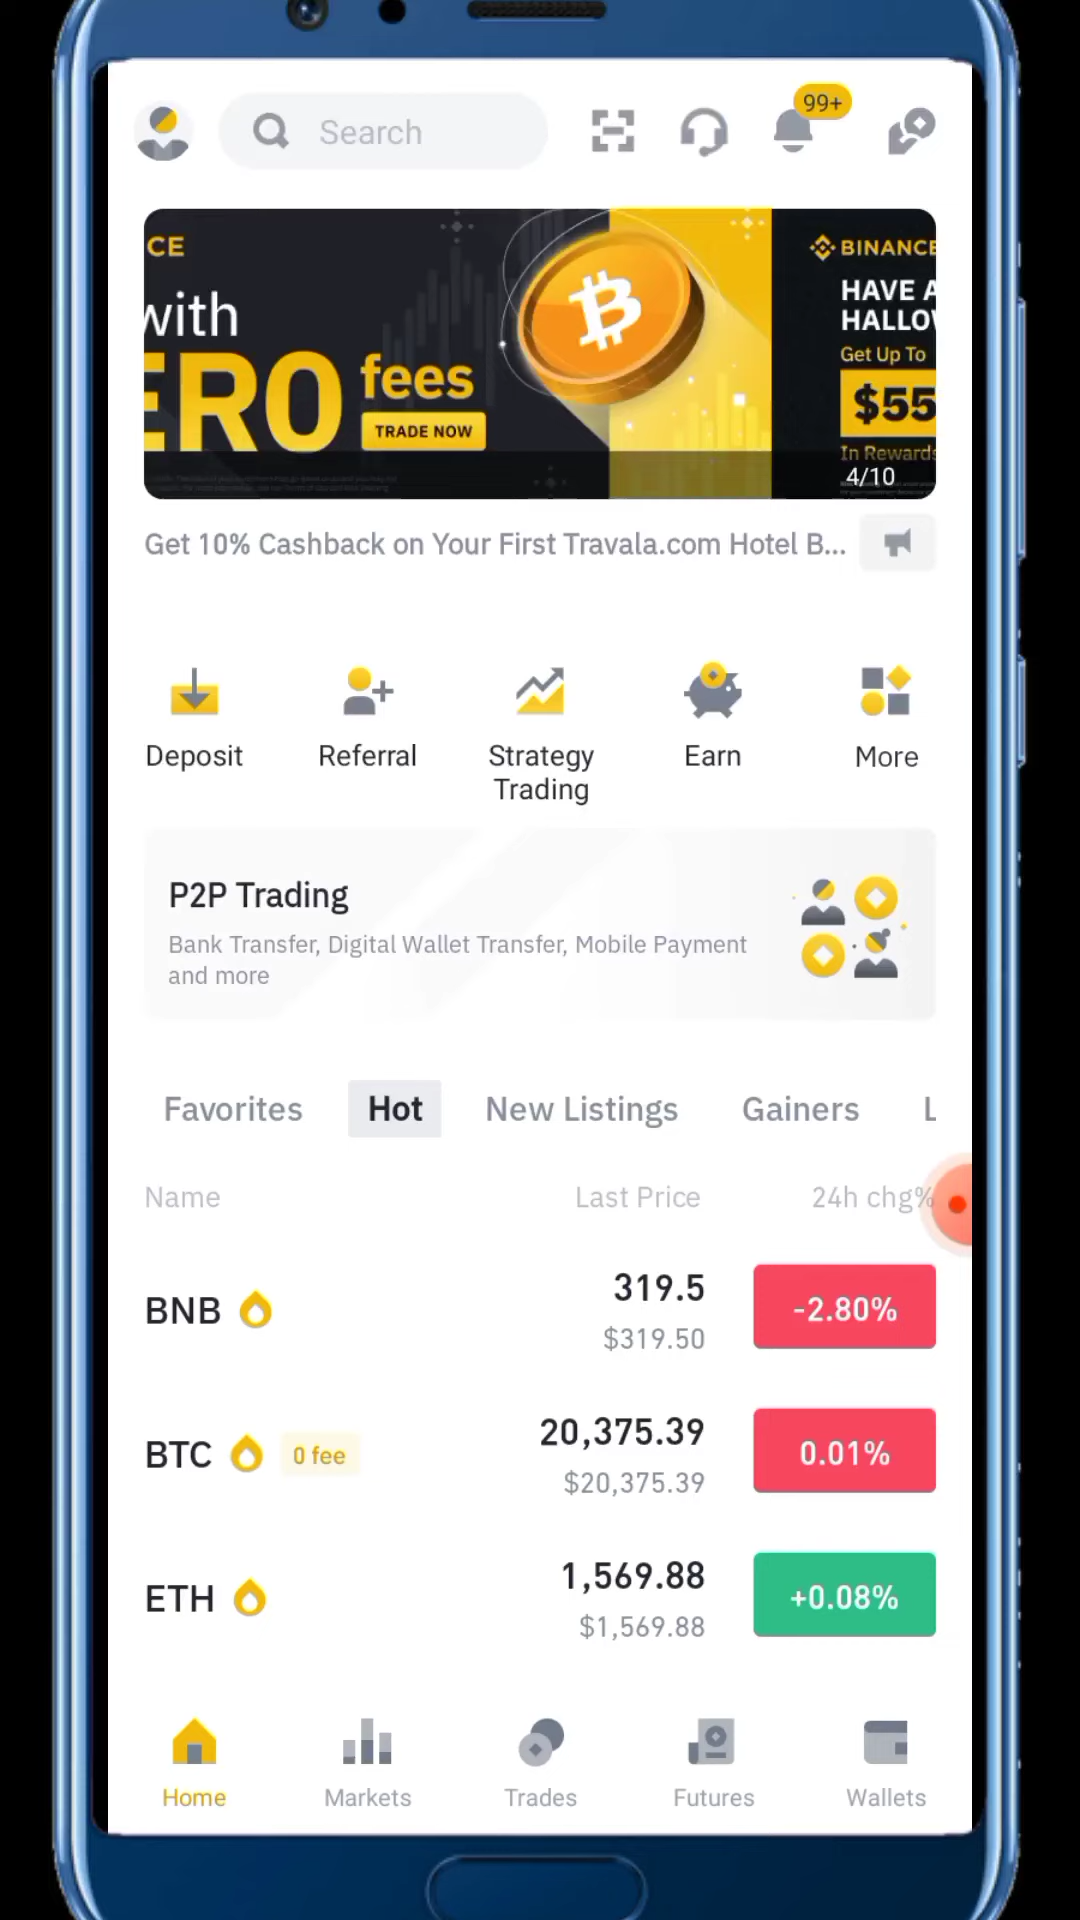 Search
99+
CE
with
ERO fees
TRADE NOW
BINANCE
HAVE A
HALLOW
Get Up To
$55
In Rewards
4/10
Get 10% Cashback on Your First Travala.com Hotel B...
Deposit
Referral
Strategy
Trading
Earn
More
P2P Trading
Bank Transfer, Digital Wallet Transfer, Mobile Payment
and more
Favorites Hot New Listings Gainers L
Name Last Price 24h chg%
BNB 319.5 -2.80%
$319.50
BTC 0 fee 20,375.39 0.01%
$20,375.39
ETH 1,569.88 +0.08%
$1,569.88
Home Markets Trades Futures Wallets